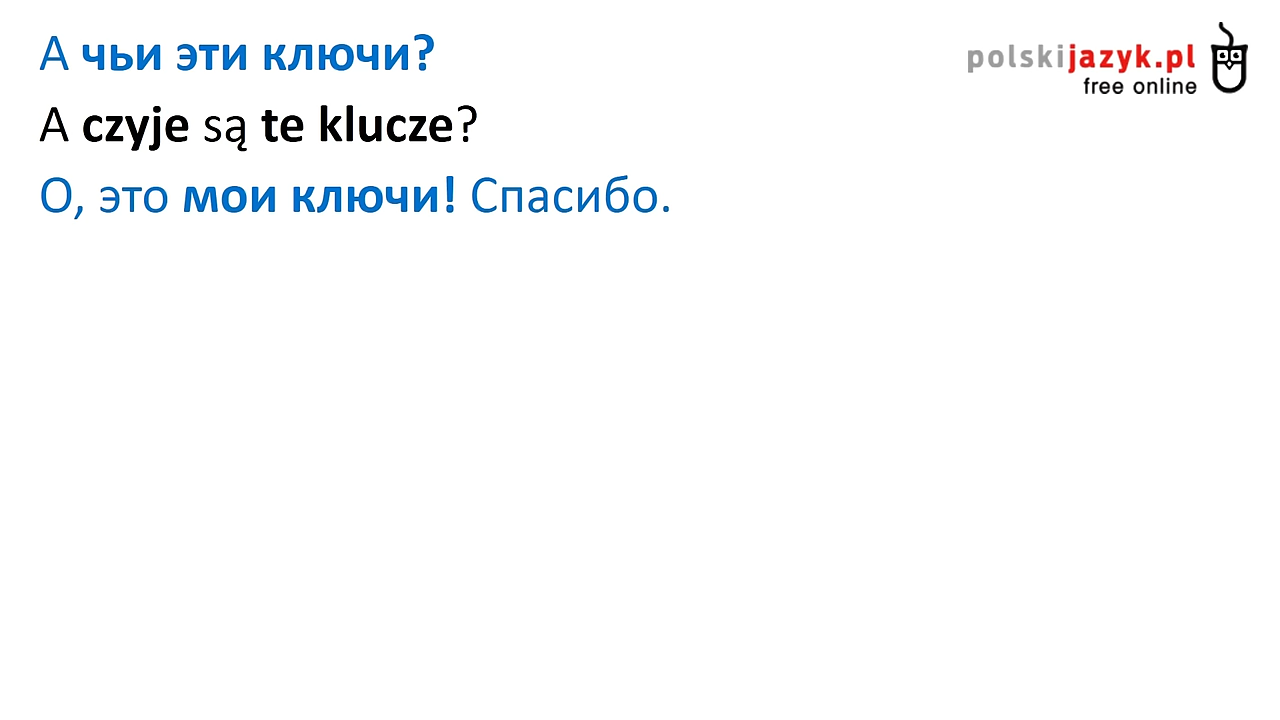 А чьи эти ключи?
polskijazyk.pl
free online
A czyje są te klucze?
О, это мои ключи! Спасибо.